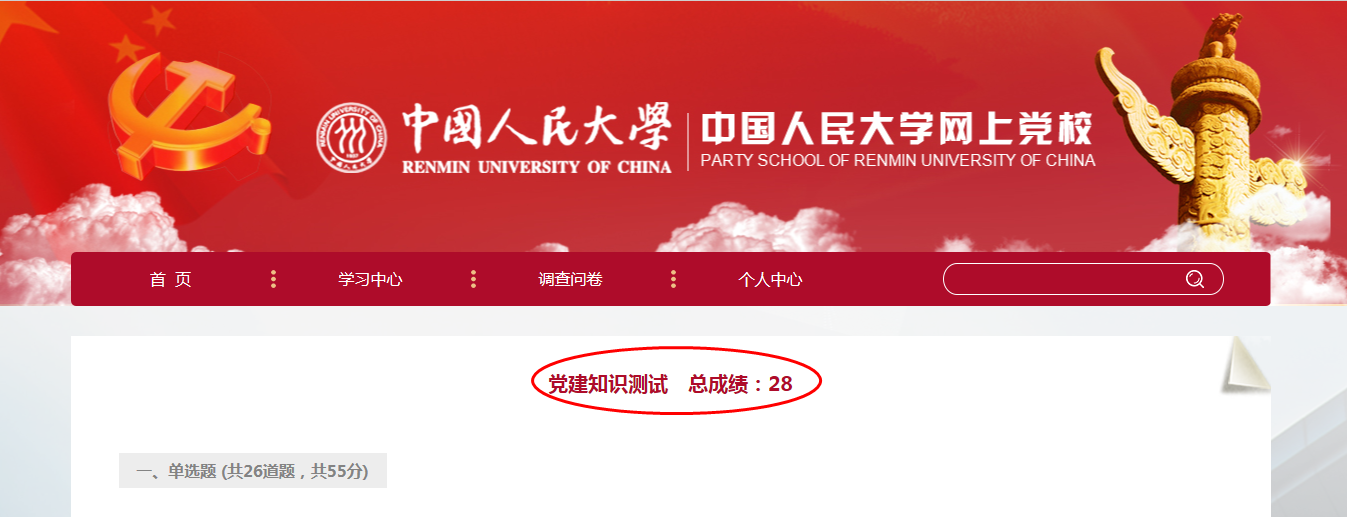 中国人民大學
RENMIN UNIVERSITY OF CHINA
中国人民大学网上党校
PARTY SCHOOL OF RENMIN UNIVERSITY OF CHINA
首 页
学习中心
调查问卷
个人中心
党建知识测试 总成绩：28
一、单选题 (共26道题，共55分)